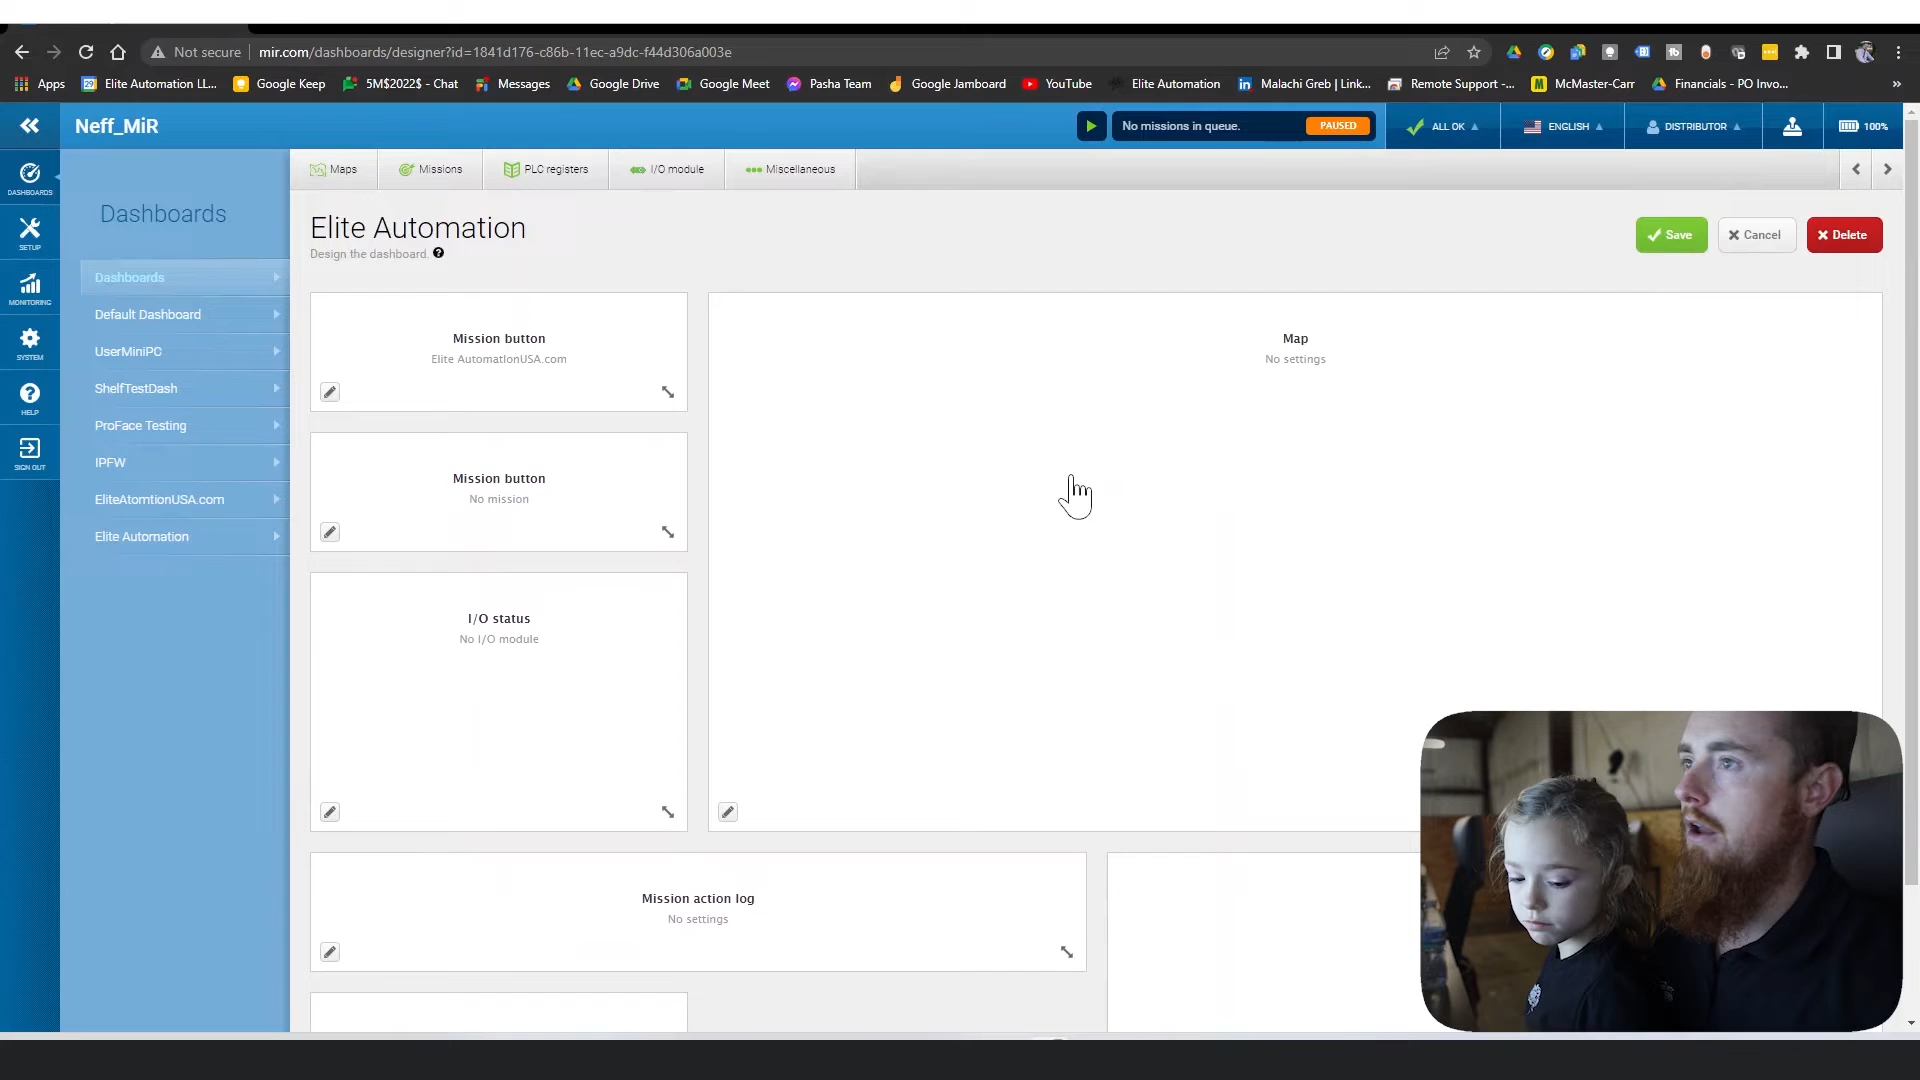 Not secure mir.com/dashboards/designer?id=1841d176-c86b-11ec-a9dc-f44d306a003e
Apps 29 Elite Automation LL... Google Keep 5M$2022$ - Chat Messages Google Drive Google Meet Pasha Team Google Jamboard YouTube Elite Automation Malachi Greb | Link... Remote Support -... McMaster-Carr Financials - PO Invo... »
Neff_MiR
No missions in queue. PAUSED ALL OK ENGLISH DISTRIBUTOR 100%
DASHBOARDS
SETUP
MONITORING
SYSTEM
HELP
SIGN OUT
Dashboards
Dashboards
Default Dashboard
UserMiniPC
ShelfTestDash
ProFace Testing
IPFW
EliteAtomtionUSA.com
Elite Automation
Maps Missions PLC registers I/O module Miscellaneous
Elite Automation
Design the dashboard. ?
Save Cancel Delete
Mission button
Elite AutomationUSA.com
Map
No settings
Mission button
No mission
I/O status
No I/O module
Mission action log
No settings